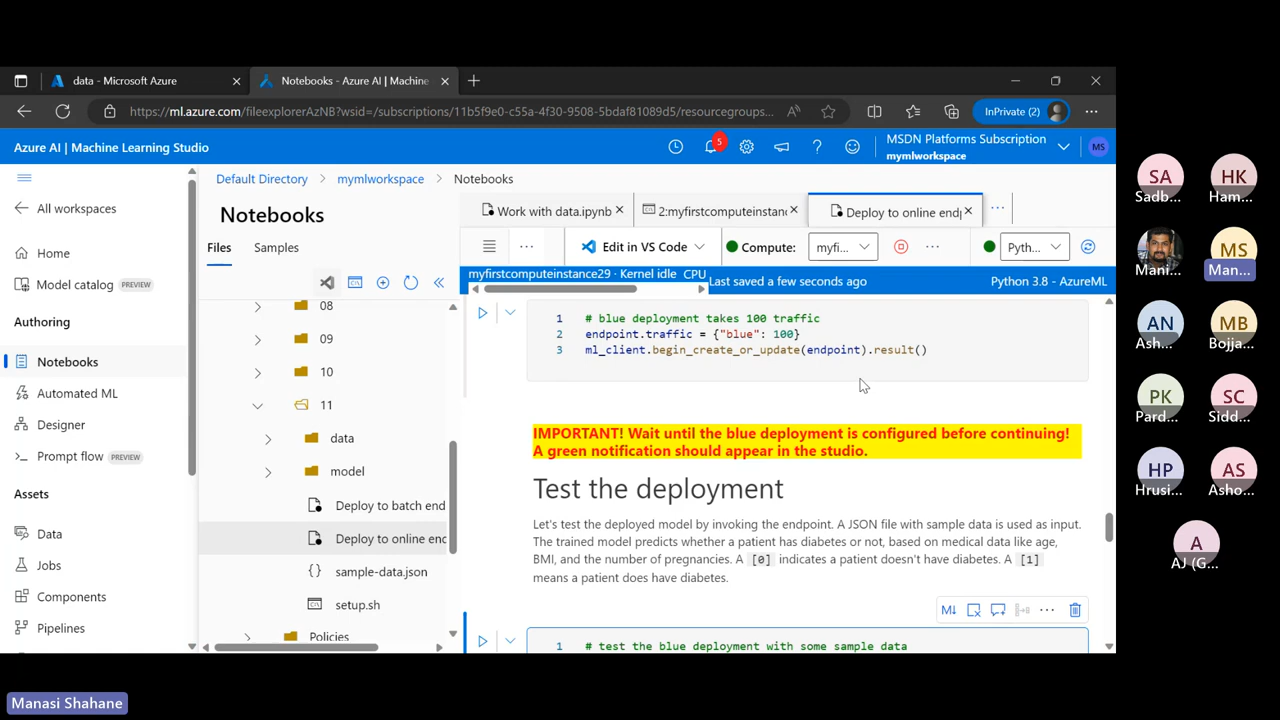 data - Microsoft Azure
Notebooks - Azure AI | Machine
https://ml.azure.com/fileexplorerAzNB?wsid=/subscriptions/11b5f9e0-c55a-4f30-9508-5bdaf81089d5/resourcegroups...
InPrivate (2)
Azure AI | Machine Learning Studio
5
MSDN Platforms Subscription
mymlworkspace
MS
All workspaces
Home
Model catalog PREVIEW
Authoring
Notebooks
Automated ML
Designer
Prompt flow PREVIEW
Assets
Data
Jobs
Components
Pipelines
Default Directory
mymlworkspace
Notebooks
Notebooks
Files
Samples
08
09
10
11
data
model
Deploy to batch end
Deploy to online end
sample-data.json
setup.sh
Policies
Work with data.ipynb
2:myfirstcomputeinstanc
Deploy to online endp
Edit in VS Code
Compute:
myfi...
Pyth...
myfirstcomputeinstance29 · Kernel idle CPU
Last saved a few seconds ago
Python 3.8 - AzureML
1 # blue deployment takes 100 traffic
2 endpoint.traffic = {"blue": 100}
3 ml_client.begin_create_or_update(endpoint).result()
IMPORTANT! Wait until the blue deployment is configured before continuing!
A green notification should appear in the studio.
Test the deployment
Let's test the deployed model by invoking the endpoint. A JSON file with sample data is used as input.
The trained model predicts whether a patient has diabetes or not, based on medical data like age,
BMI, and the number of pregnancies. A [0] indicates a patient doesn't have diabetes. A [1]
means a patient does have diabetes.
M↓
1 # test the blue deployment with some sample data
SA
Sadb...
HK
Ham...
Mani...
MS
Man...
AN
Ash...
MB
Bojja...
PK
Pard...
SC
Sidd...
HP
Hrusi...
AS
Asho...
A
AJ (G...
Manasi Shahane